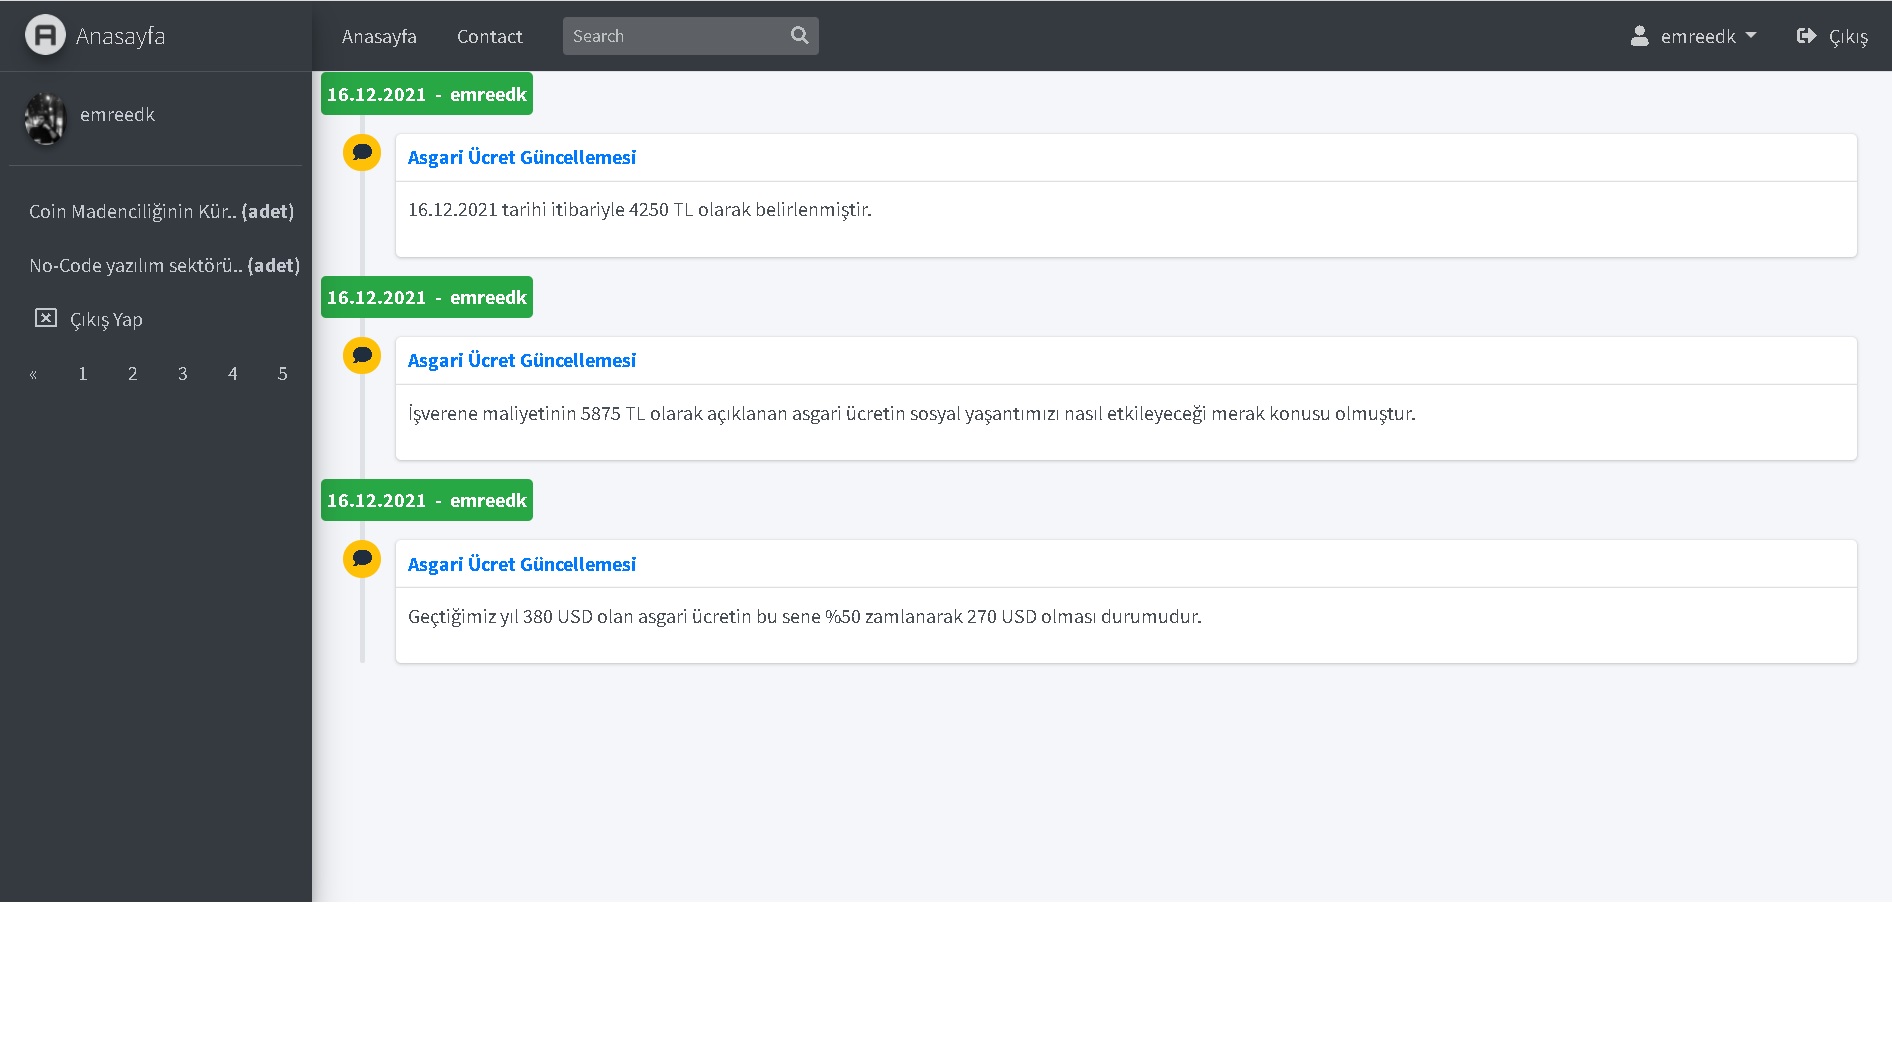 Anasayfa
Anasayfa
Contact
Search
emreedk
Çıkış
emreedk
Coin Madenciliğinin Kür.. (adet)
No-Code yazılım sektörü.. (adet)
Çıkış Yap
« 1 2 3 4 5
16.12.2021 - emreedk
Asgari Ücret Güncellemesi
16.12.2021 tarihi itibariyle 4250 TL olarak belirlenmiştir.
16.12.2021 - emreedk
Asgari Ücret Güncellemesi
İşverene maliyetinin 5875 TL olarak açıklanan asgari ücretin sosyal yaşantımızı nasıl etkileyeceği merak konusu olmuştur.
16.12.2021 - emreedk
Asgari Ücret Güncellemesi
Geçtiğimiz yıl 380 USD olan asgari ücretin bu sene %50 zamlanarak 270 USD olması durumudur.